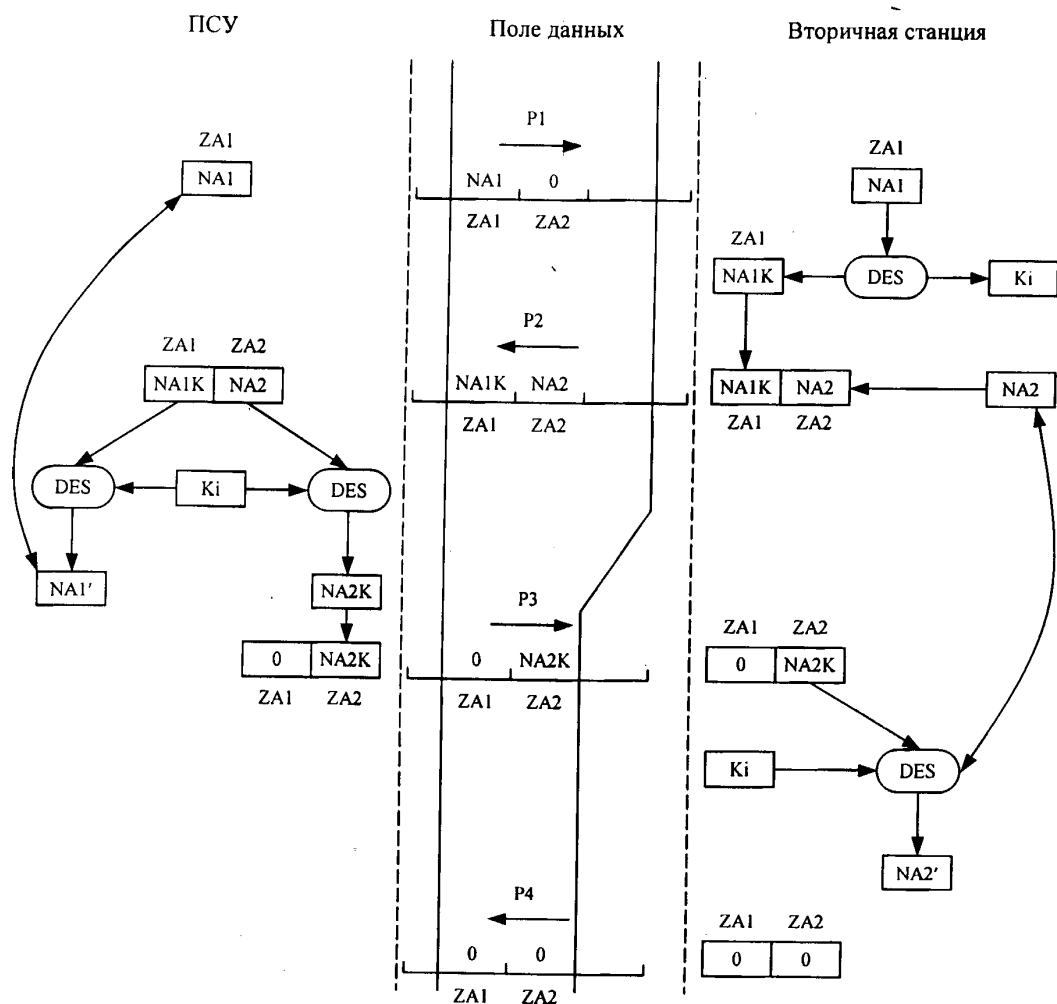 ПСУ
Поле данных
Вторичная станция
P1
ZA1
NA1
NA1 0
ZA1 ZA2
ZA1
NA1
ZA1
NA1K
DES
Ki
P2
ZA1 ZA2
NA1K NA2
NA1K NA2
ZA1 ZA2
NA1K NA2
ZA1 ZA2
NA2
DES
Ki
DES
NA1'
NA2K
0 NA2K
ZA1 ZA2
P3
0 NA2K
ZA1 ZA2
ZA1 ZA2
0 NA2K
Ki
DES
NA2'
P4
0 0
ZA1 ZA2
ZA1 ZA2
0 0